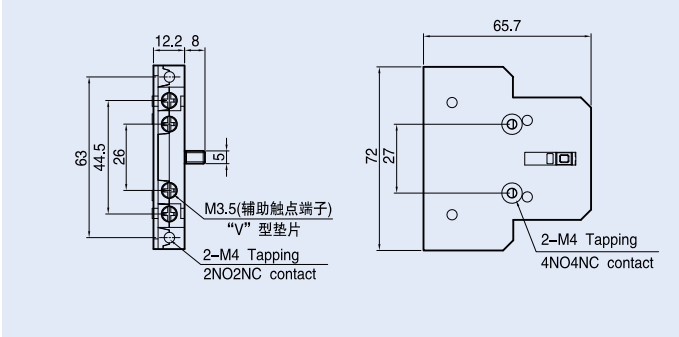 65.7
12.2 8
63
44.5
26
5
72
27
M3.5(辅助触点端子)
“V”型垫片
2-M4 Tapping
2NO2NC contact
2-M4 Tapping
4NO4NC contact